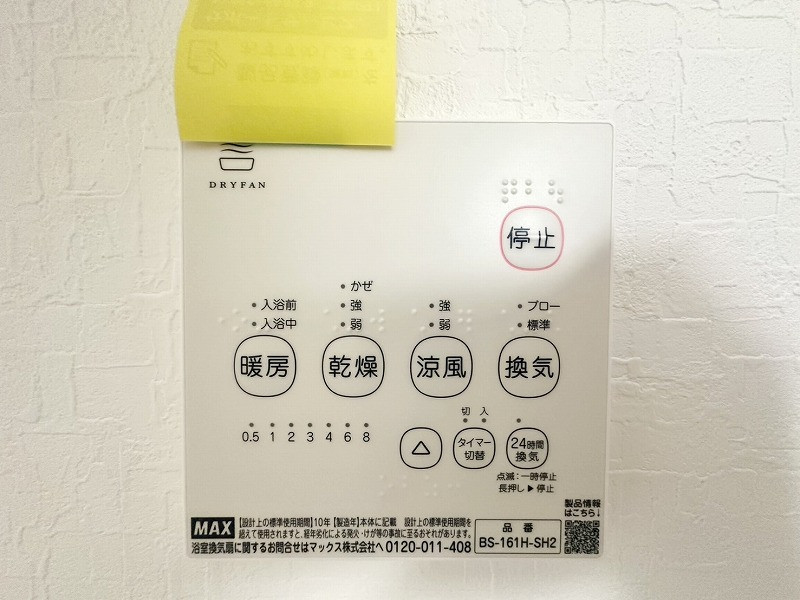 DRYFAN
停止
かぜ
入浴前 強 強 ブロー
入浴中 弱 弱 標準
暖房 乾燥 涼風 換気
切 入
0.5 1 2 3 4 6 8
△ タイマー切替 24時間換気
点滅:一時停止
長押し▶停止
製品情報
はこちら↓
MAX
【設計上の標準使用期間】10年【製造年】本体に記載 設計上の標準使用期間を
超えて使用されますと、経年劣化による発火・けが等の事故に至るおそれがあります。
浴室換気扇に関するお問合せはマックス株式会社へ 0120-011-408
品番
BS-161H-SH2